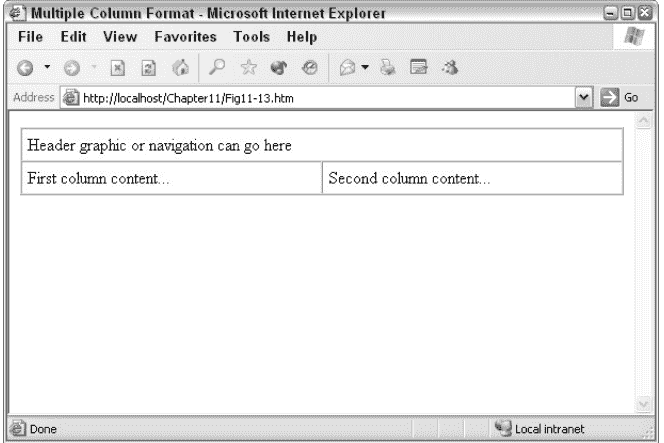 Multiple Column Format - Microsoft Internet Explorer
File Edit View Favorites Tools Help
Address http://localhost/Chapter11/Fig11-13.htm Go
Header graphic or navigation can go here
First column content... Second column content...
Done Local intranet